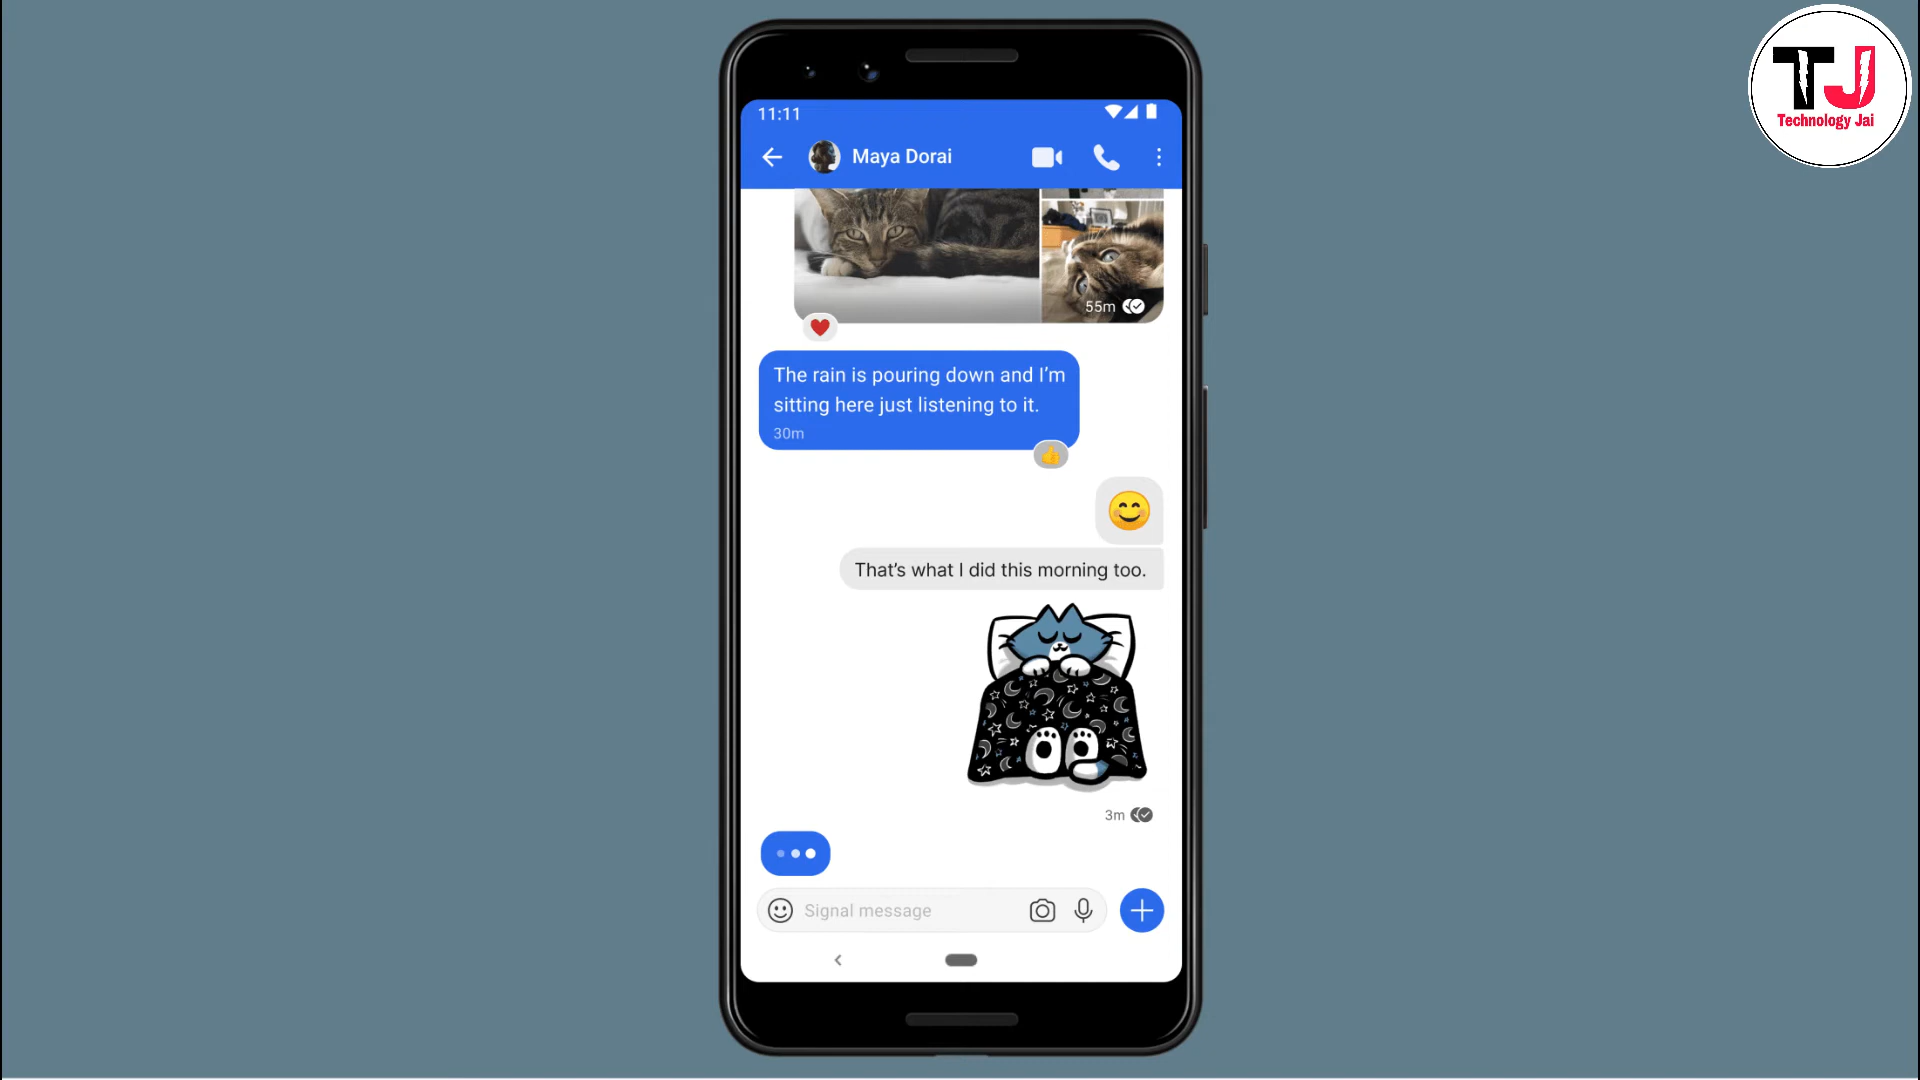 TJ
Technology Jai
11:11
Maya Dorai
55m
The rain is pouring down and I’m
sitting here just listening to it.
30m
That’s what I did this morning too.
3m
Signal message